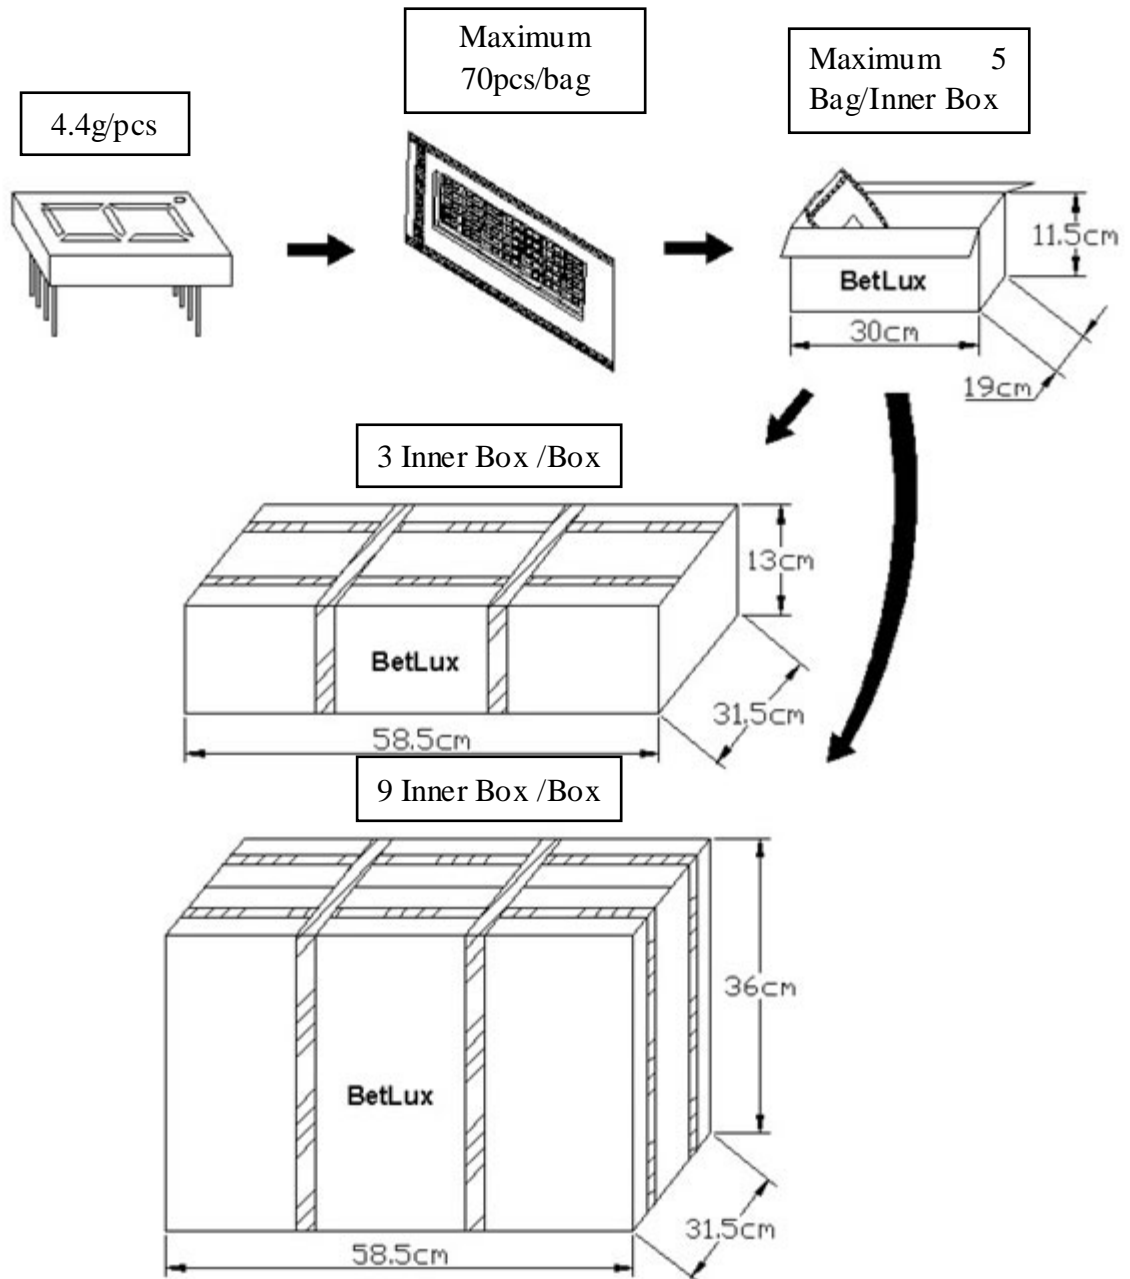 Maximum
70pcs/bag
Maximum 5
Bag/Inner Box
4.4g/pcs
11.5cm
BetLux
30cm
19cm
3 Inner Box /Box
13cm
BetLux
31.5cm
58.5cm
9 Inner Box /Box
36cm
BetLux
31.5cm
58.5cm